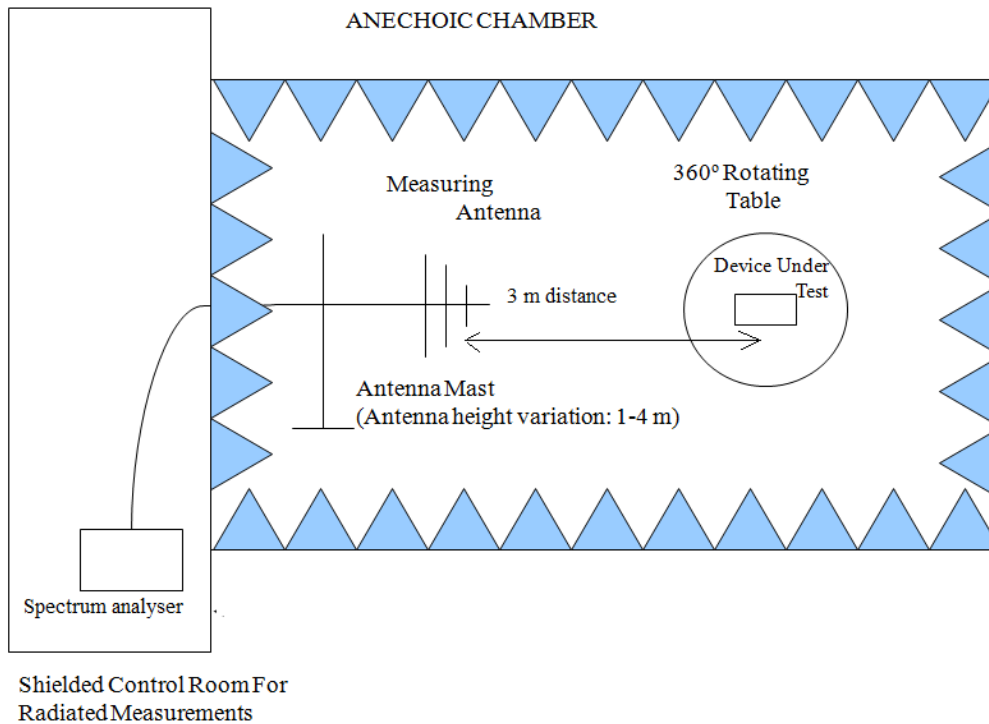 ANECHOIC CHAMBER
Measuring
Antenna
360º Rotating
Table
Device Under
Test
3 m distance
Antenna Mast
(Antenna height variation: 1-4 m)
Spectrum analyser
Shielded Control Room For
Radiated Measurements